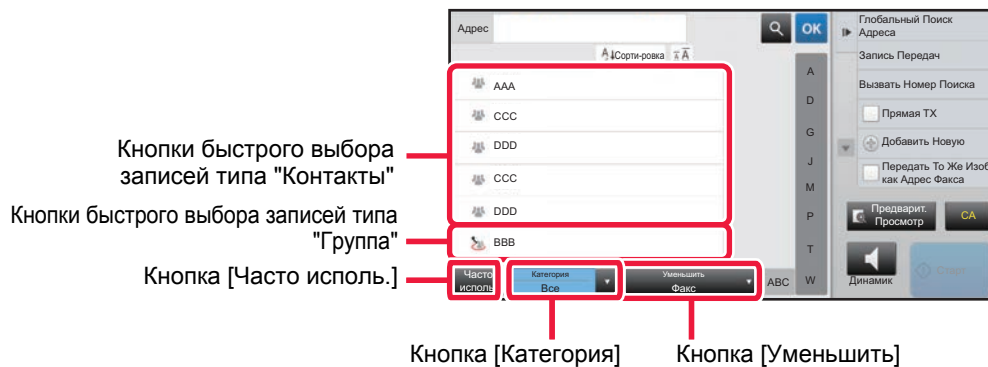 Адрес
OK
Сорти-ровка
AAA
CCC
DDD
CCC
DDD
BBB
A
D
G
J
M
P
T
W
ABC
Часто
исполь
Категория
Все
Уменьшить
Факс
Глобальный Поиск
Адреса
Запись Передач
Вызвать Номер Поиска
Прямая TX
Добавить Новую
Передать То Же Изоб
как Адрес Факса
Предварит.
Просмотр
CA
Динамик
Старт
Кнопки быстрого выбора
записей типа "Контакты"
Кнопки быстрого выбора записей типа
"Группа"
Кнопка [Часто исполь.]
Кнопка [Категория]
Кнопка [Уменьшить]